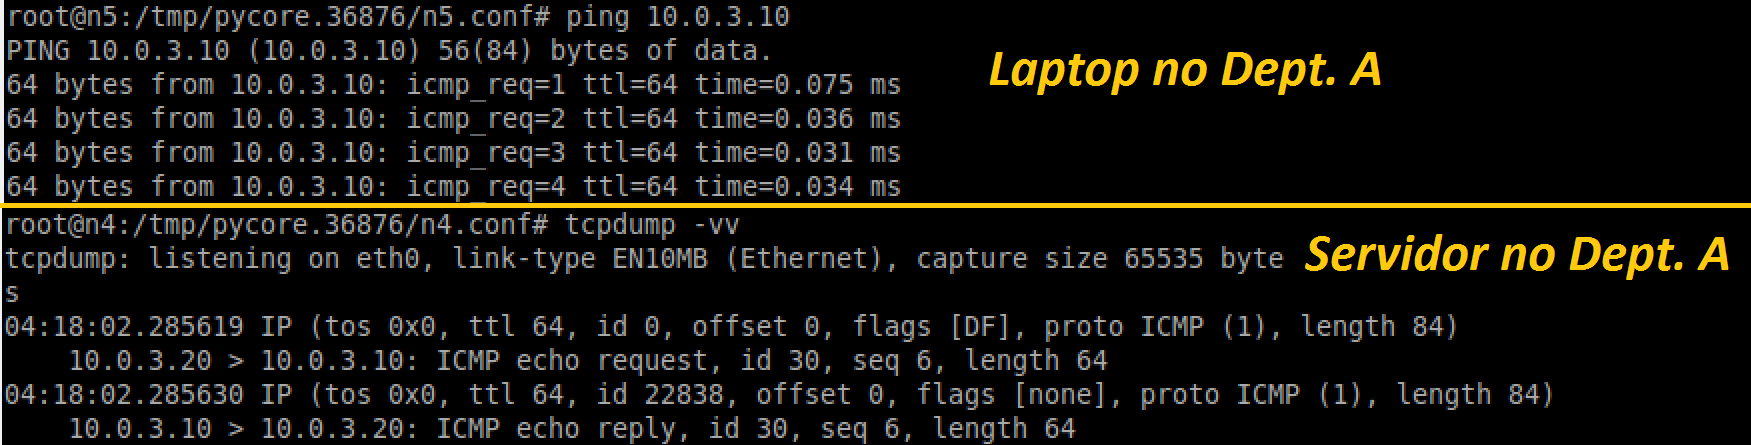 root@n5:/tmp/pycore.36876/n5.conf# ping 10.0.3.10
PING 10.0.3.10 (10.0.3.10) 56(84) bytes of data.
64 bytes from 10.0.3.10: icmp_req=1 ttl=64 time=0.075 ms
64 bytes from 10.0.3.10: icmp_req=2 ttl=64 time=0.036 ms
64 bytes from 10.0.3.10: icmp_req=3 ttl=64 time=0.031 ms
64 bytes from 10.0.3.10: icmp_req=4 ttl=64 time=0.034 ms
Laptop no Dept. A
root@n4:/tmp/pycore.36876/n4.conf# tcpdump -vv
tcpdump: listening on eth0, link-type EN10MB (Ethernet), capture size 65535 byte
s
Servidor no Dept. A
04:18:02.285619 IP (tos 0x0, ttl 64, id 0, offset 0, flags [DF], proto ICMP (1), length 84)
    10.0.3.20 > 10.0.3.10: ICMP echo request, id 30, seq 6, length 64
04:18:02.285630 IP (tos 0x0, ttl 64, id 22838, offset 0, flags [none], proto ICMP (1), length 84)
    10.0.3.10 > 10.0.3.20: ICMP echo reply, id 30, seq 6, length 64